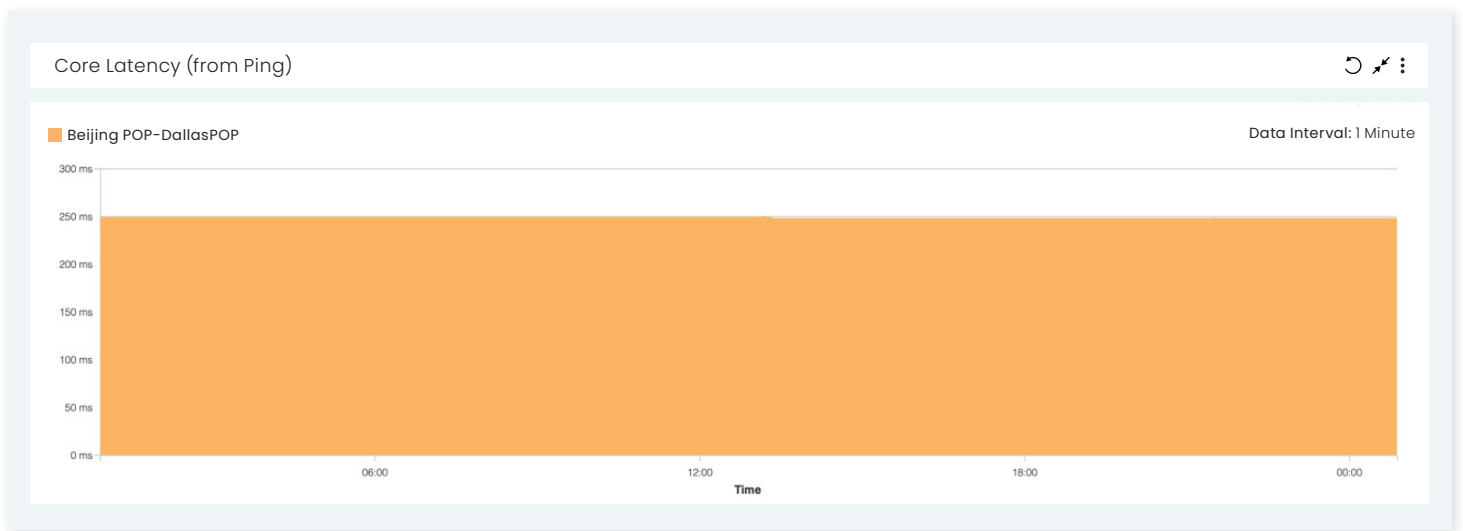 Core Latency (from Ping)
Beijing POP-DallasPOP
Data Interval: 1 Minute
300 ms
250 ms
200 ms
150 ms
100 ms
50 ms
0 ms
06:00 12:00 18:00 00:00
Time